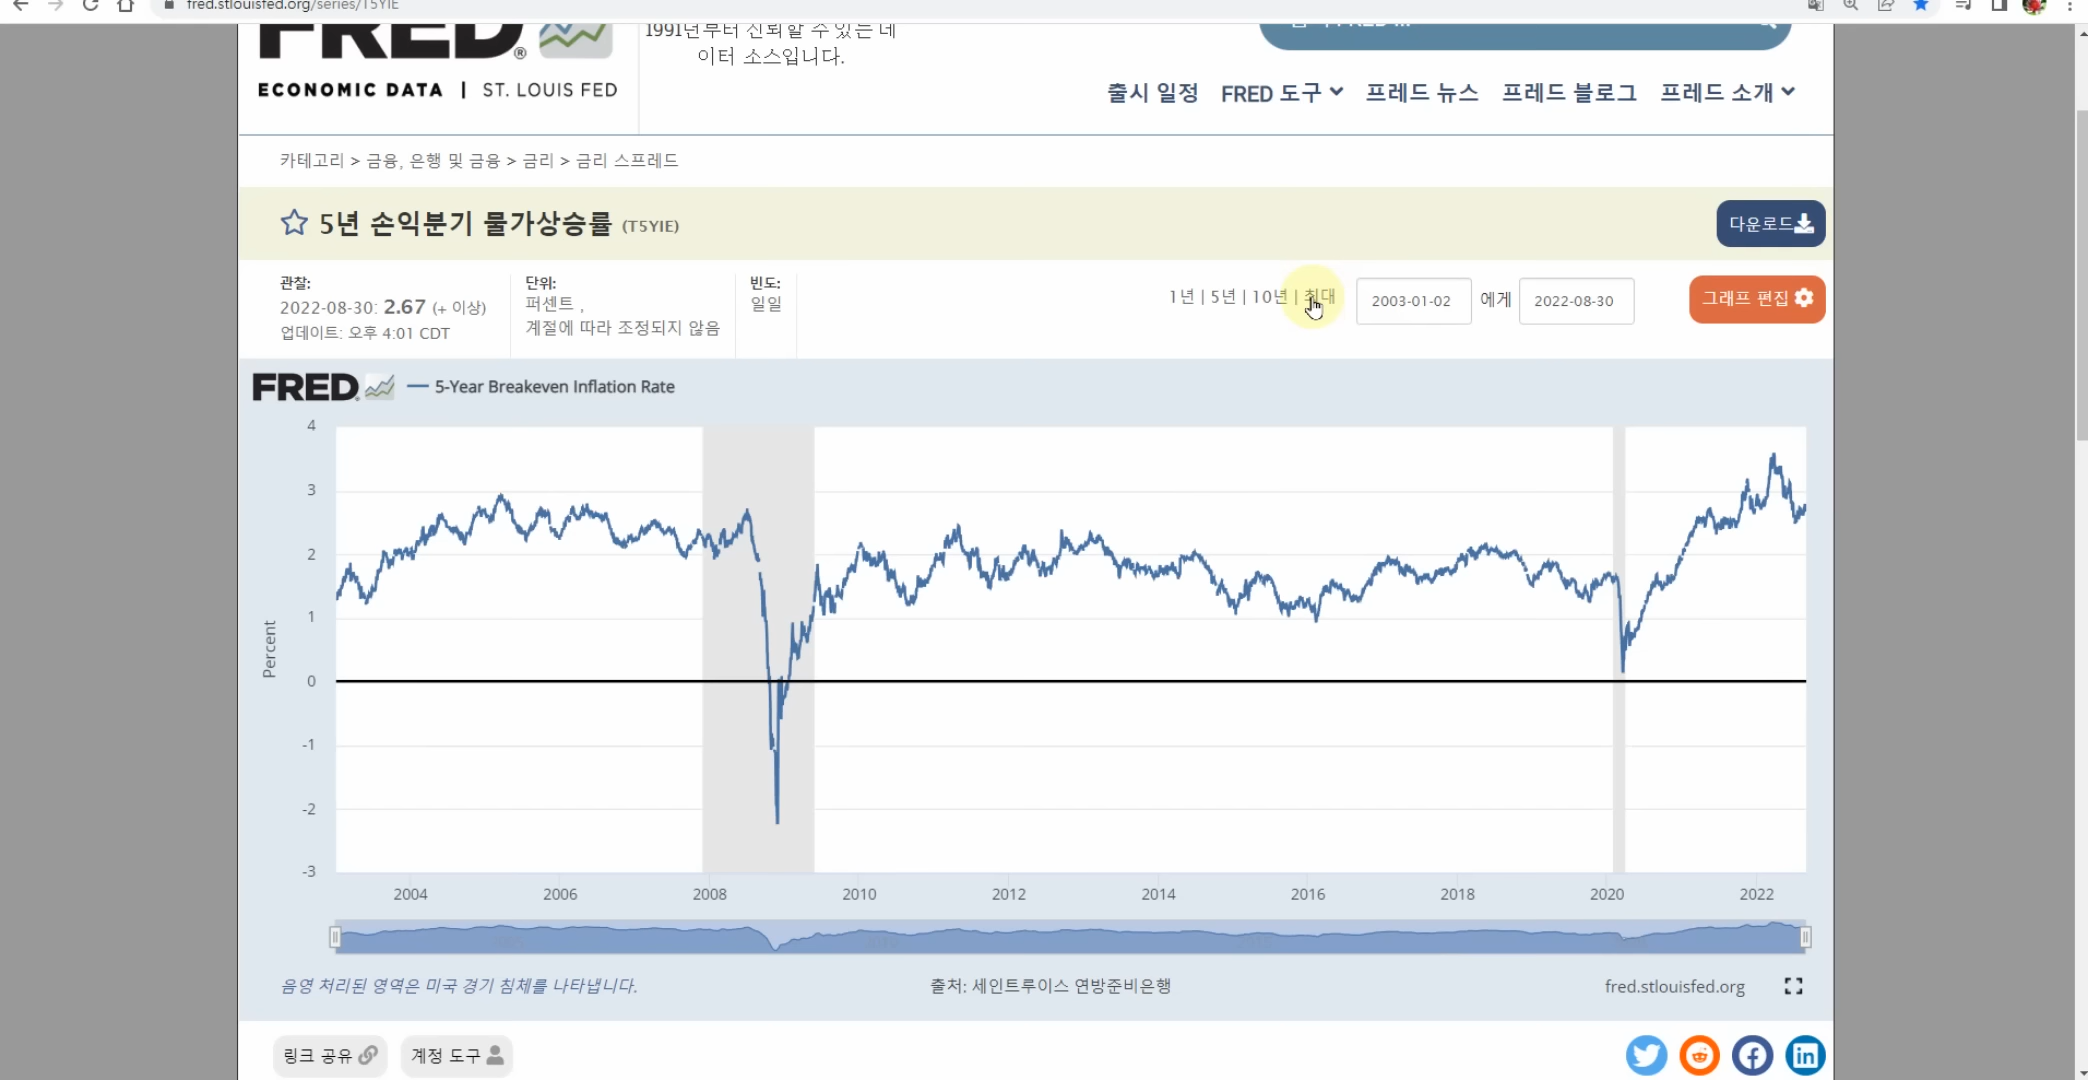 fred.stlouisfed.org/series/T5YIE
FRED®
1991년부터 신뢰할 수 있는 데
이터 소스입니다.
ECONOMIC DATA | ST. LOUIS FED
출시 일정 FRED 도구 프레드 뉴스 프레드 블로그 프레드 소개
카테고리 > 금융, 은행 및 금융 > 금리 > 금리 스프레드
5년 손익분기 물가상승률 (T5YIE)
다운로드
관찰:
2022-08-30: 2.67 (+ 이상)
업데이트: 오후 4:01 CDT
단위:
퍼센트 ,
계절에 따라 조정되지 않음
빈도:
일일
1년 | 5년 | 10년 | 최대
2003-01-02 에게 2022-08-30
그래프 편집
FRED 5-Year Breakeven Inflation Rate
4
3
2
1
0
-1
-2
-3
Percent
2004 2006 2008 2010 2012 2014 2016 2018 2020 2022
음영 처리된 영역은 미국 경기 침체를 나타냅니다.
출처: 세인트루이스 연방준비은행
fred.stlouisfed.org
링크 공유 계정 도구
in